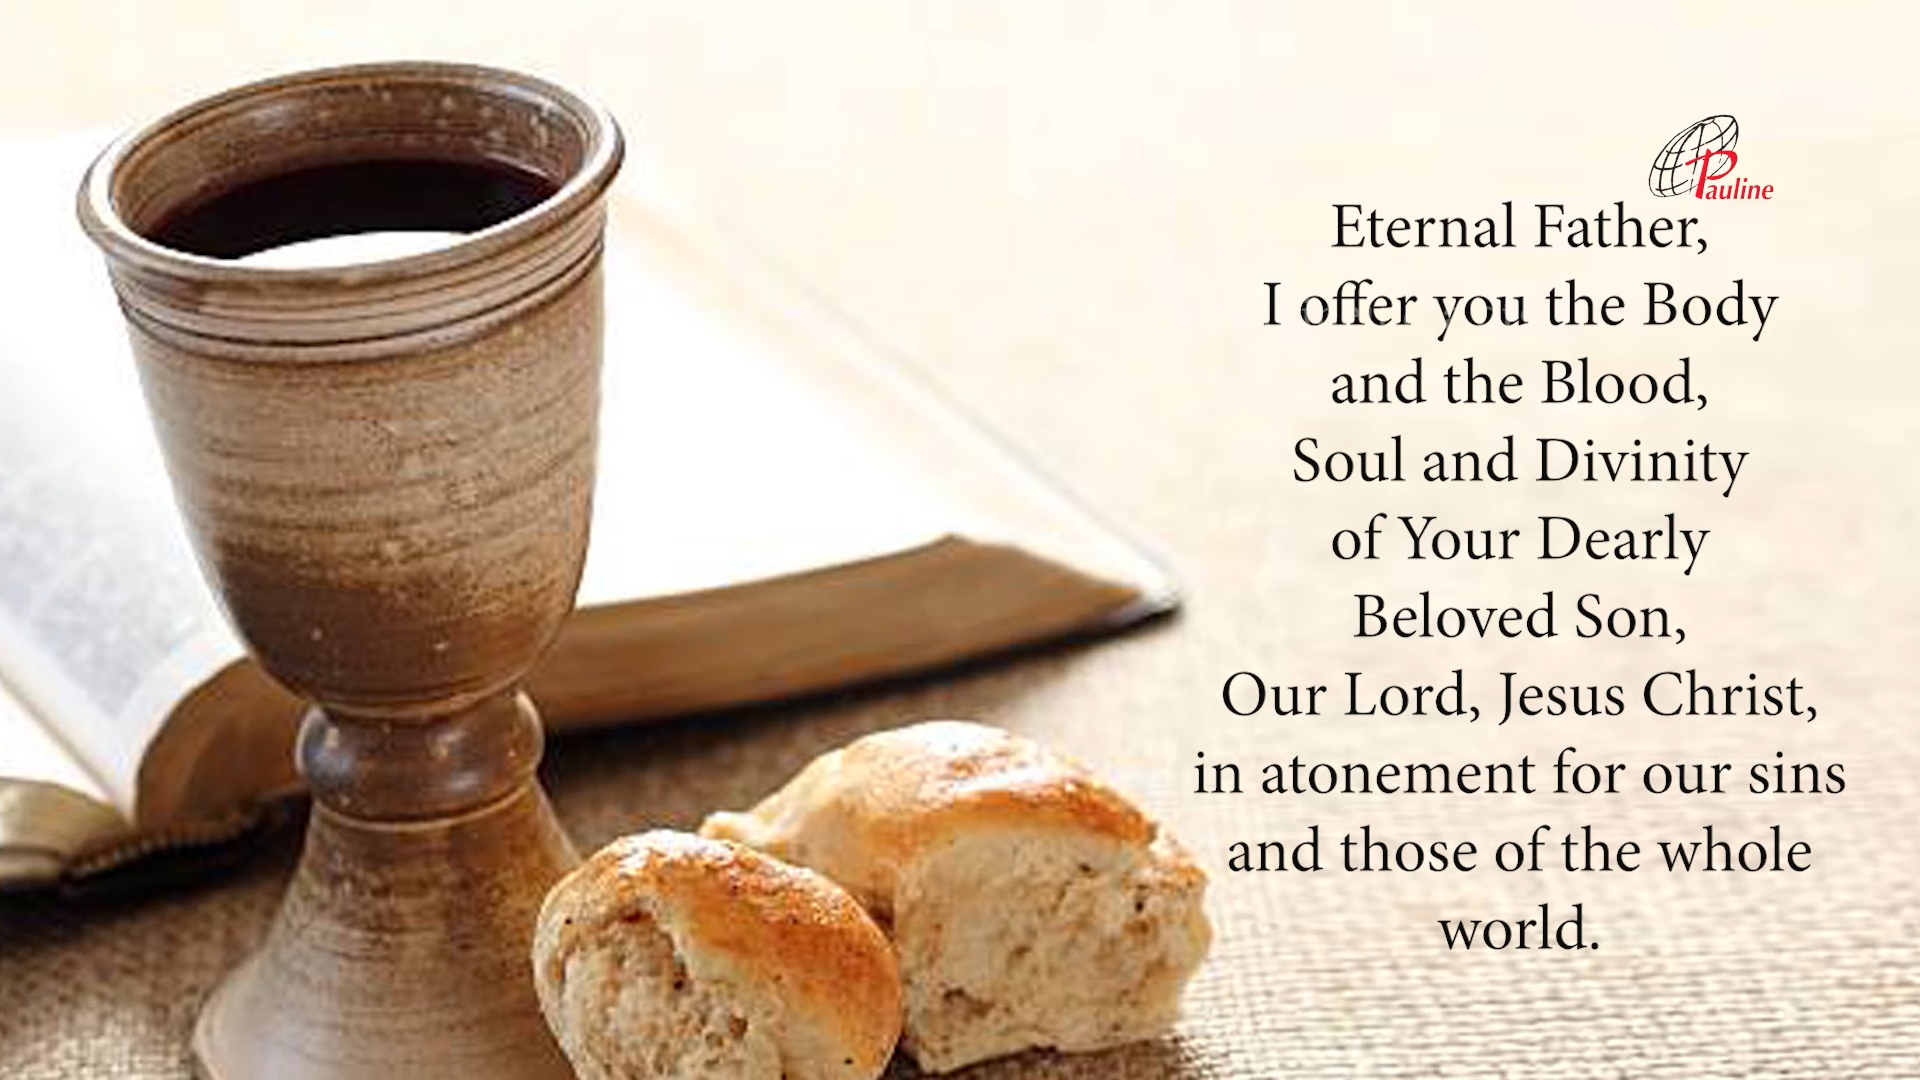 Pauline
Eternal Father,
I offer you the Body
and the Blood,
Soul and Divinity
of Your Dearly
Beloved Son,
Our Lord, Jesus Christ,
in atonement for our sins
and those of the whole
world.